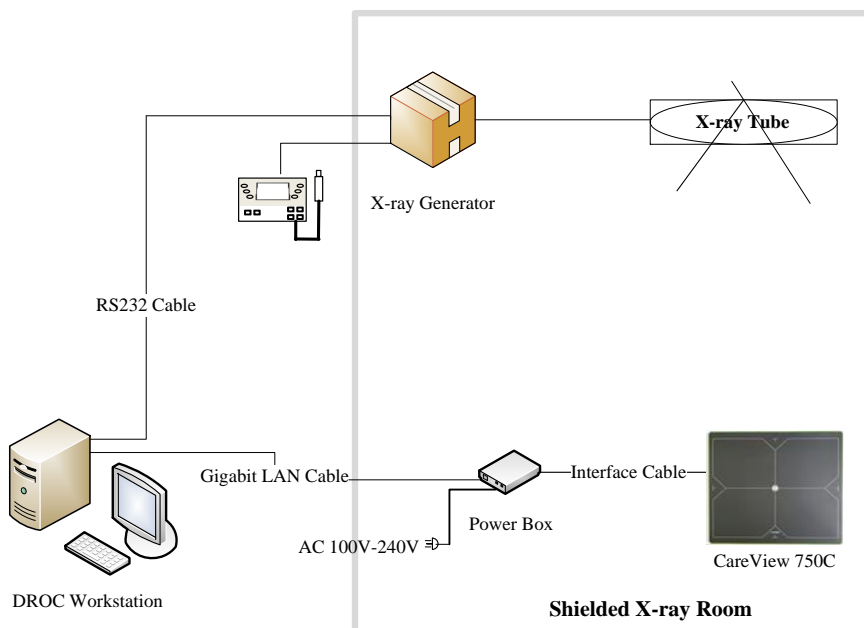 X-ray Tube
X-ray Generator
RS232 Cable
Gigabit LAN Cable
Interface Cable
Power Box
AC 100V-240V
CareView 750C
DROC Workstation
Shielded X-ray Room